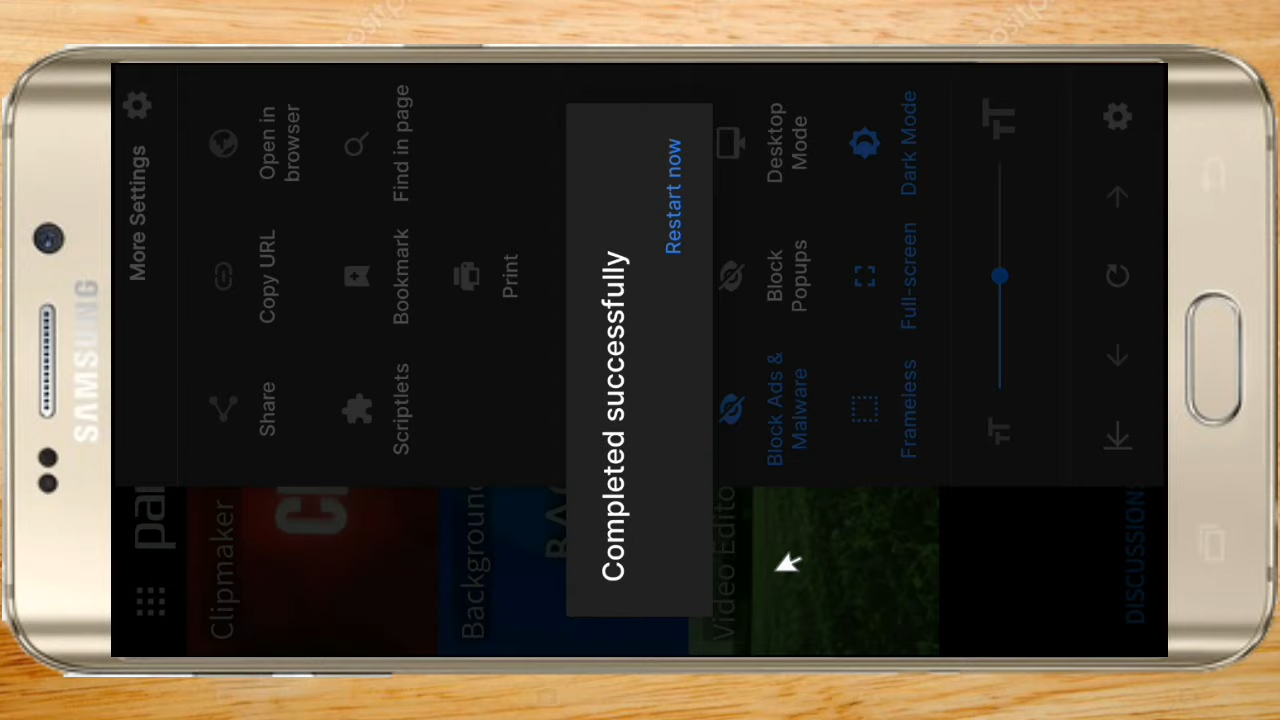 SAMSUNG
More Settings
Open in
browser
Copy URL
Share
Find in page
Bookmark
Scriptlets
Print
Completed successfully
Restart now
Desktop
Mode
Block
Popups
Block Ads &
Malware
Dark Mode
Full-screen
Frameless
Clipmaker
Video Edito
DISCUSSION